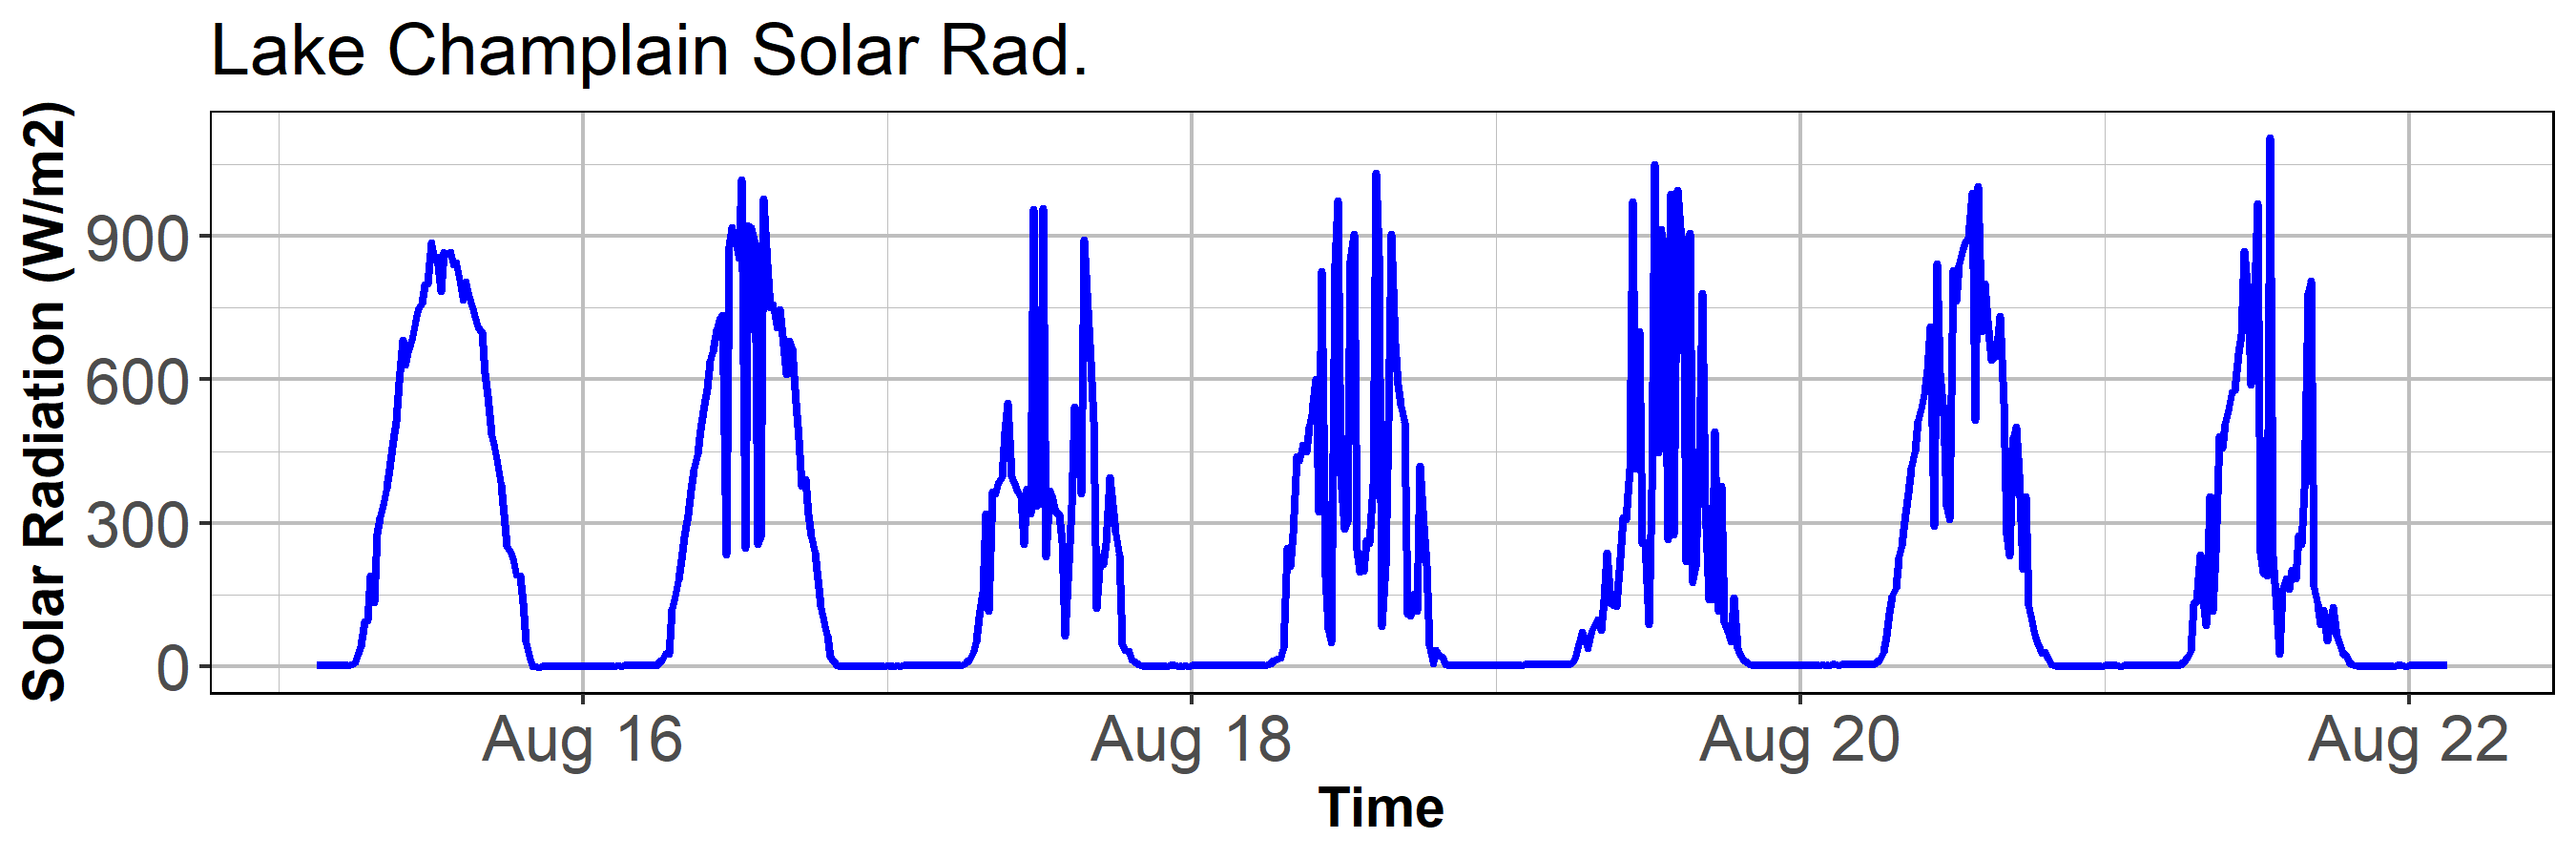 Lake Champlain Solar Rad.
Solar Radiation (W/m2)
900
600
300
0
Aug 16
Aug 18
Aug 20
Aug 22
Time